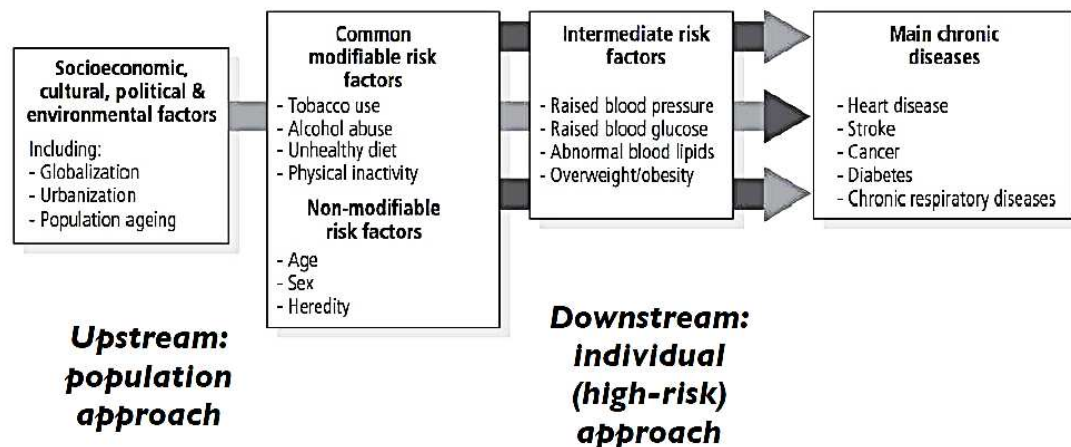 Socioeconomic,
cultural, political &
environmental factors
Including:
- Globalization
- Urbanization
- Population ageing
Common
modifiable risk
factors
- Tobacco use
- Alcohol abuse
- Unhealthy diet
- Physical inactivity
Non-modifiable
risk factors
- Age
- Sex
- Heredity
Intermediate risk
factors
- Raised blood pressure
- Raised blood glucose
- Abnormal blood lipids
- Overweight/obesity
Main chronic
diseases
- Heart disease
- Stroke
- Cancer
- Diabetes
- Chronic respiratory diseases
Upstream:
population
approach
Downstream:
individual
(high-risk)
approach